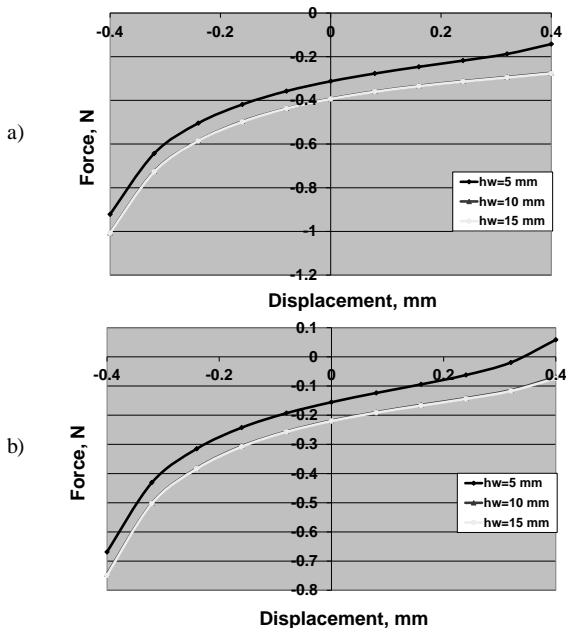 a)
Force, N
0
-0.4 -0.2 0 0.2 0.4
-0.2
-0.4
-0.6
-0.8
-1
-1.2
hw=5 mm
hw=10 mm
hw=15 mm
Displacement, mm
b)
Force, N
0.1
0
-0.4 -0.2 0 0.2 0.4
-0.1
-0.2
-0.3
-0.4
-0.5
-0.6
-0.7
-0.8
hw=5 mm
hw=10 mm
hw=15 mm
Displacement, mm